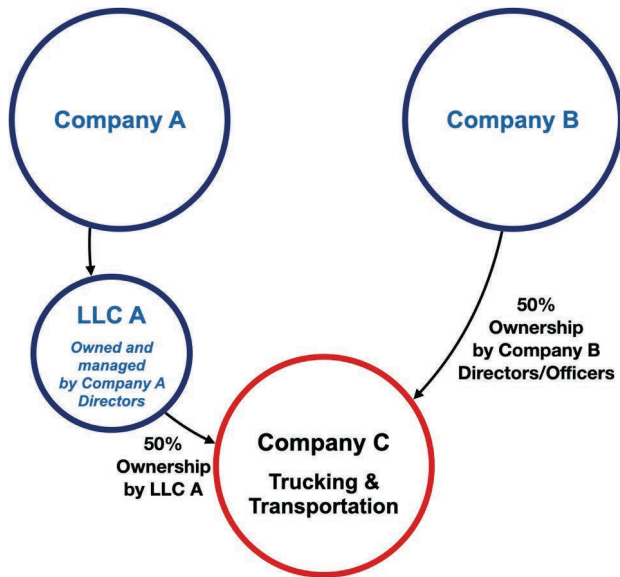 Company A
Company B
LLC A
Owned and
managed
by Company A
Directors
50%
Ownership
by Company B
Directors/Officers
50%
Ownership
by LLC A
Company C
Trucking &
Transportation